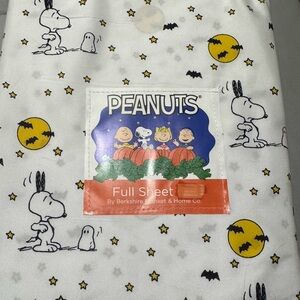 PEANUTS®
Full Sheet
By Berkshire Blanket & Home Co.